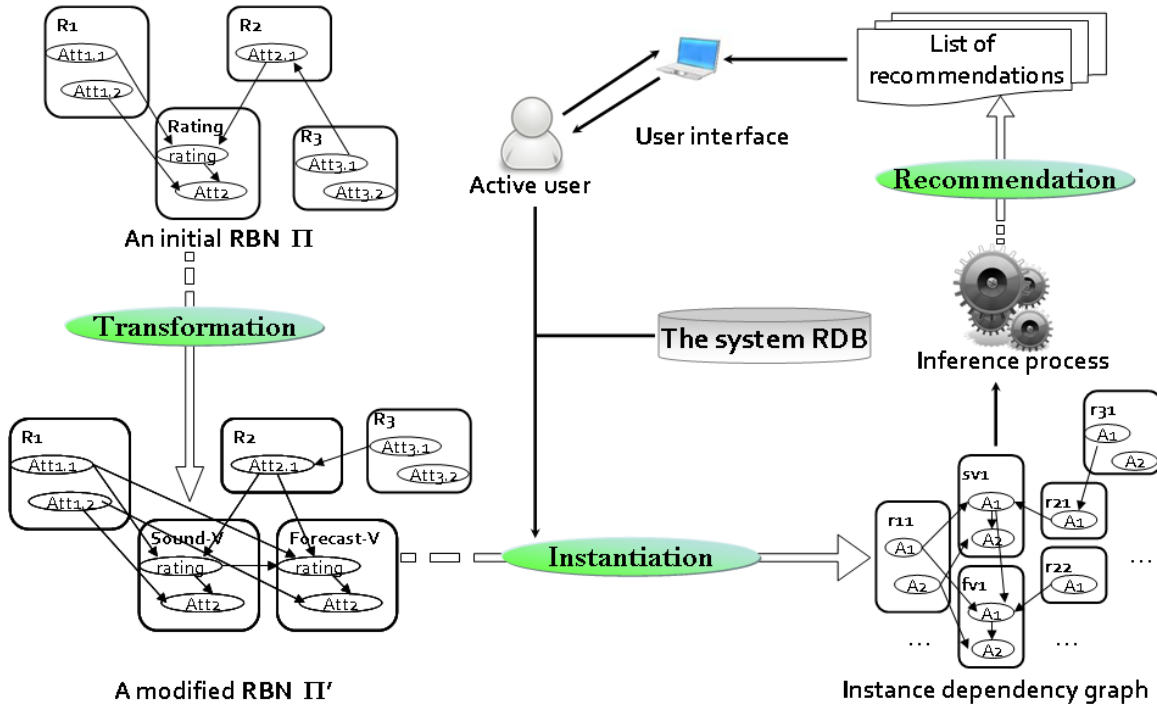 R1
Att1.1
Att1.2
R2
Att2.1
Rating
rating
Att2
R3
Att3.1
Att3.2
An initial RBN Π
Transformation
Active user
User interface
List of
recommendations
Recommendation
The system RDB
Inference process
R1
Att1.1
Att1.2
R2
Att2.1
R3
Att3.1
Att3.2
Sound-V
rating
Att2
Forecast-V
rating
Att2
A modified RBN Π’
Instantiation
r11
A1
A2
sv1
A1
A2
fv1
A1
A2
r31
A1
A2
r21
A1
r22
A1
...
...
...
Instance dependency graph